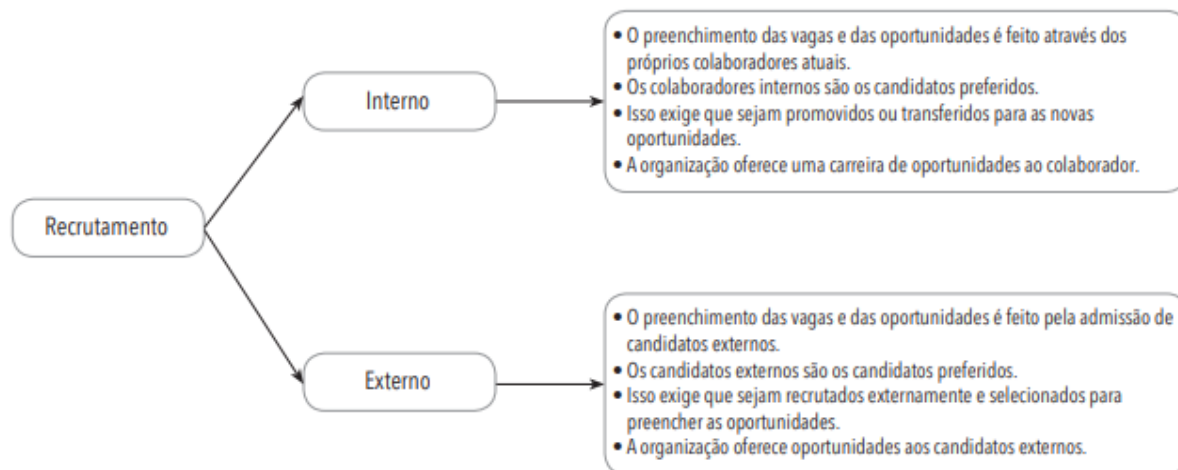 • O preenchimento das vagas e das oportunidades é feito através dos
próprios colaboradores atuais.
• Os colaboradores internos são os candidatos preferidos.
• Isso exige que sejam promovidos ou transferidos para as novas
oportunidades.
• A organização oferece uma carreira de oportunidades ao colaborador.
Interno
Recrutamento
• O preenchimento das vagas e das oportunidades é feito pela admissão de
candidatos externos.
• Os candidatos externos são os candidatos preferidos.
• Isso exige que sejam recrutados externamente e selecionados para
preencher as oportunidades.
• A organização oferece oportunidades aos candidatos externos.
Externo